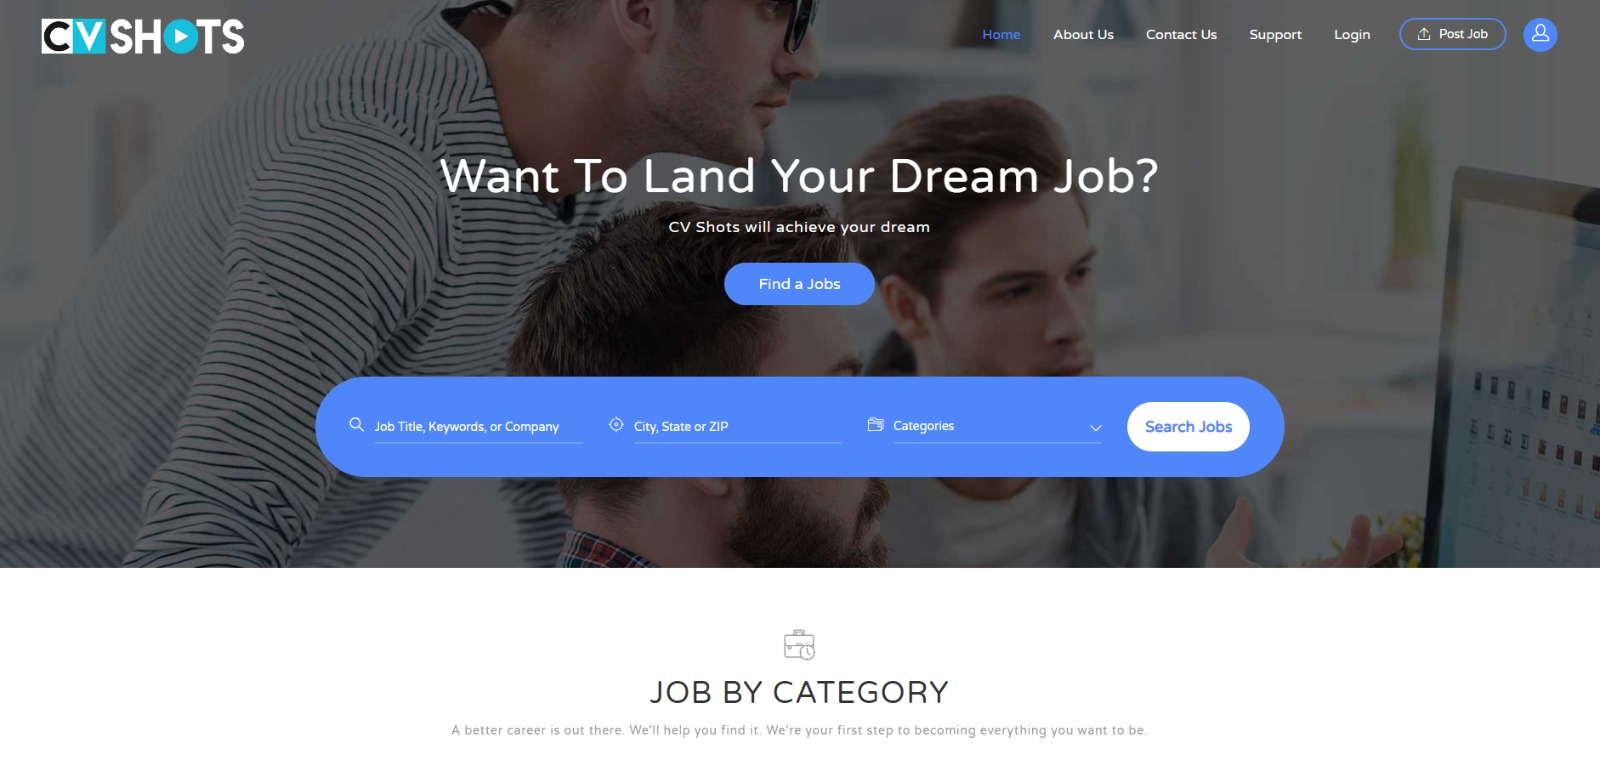 CVSHOTS
Home
About Us
Contact Us
Support
Login
Post Job
Want To Land Your Dream Job?
CV Shots will achieve your dream
Find a Jobs
Job Title, Keywords, or Company
City, State or ZIP
Categories
Search Jobs
JOB BY CATEGORY
A better career is out there. We'll help you find it. We're your first step to becoming everything you want to be.